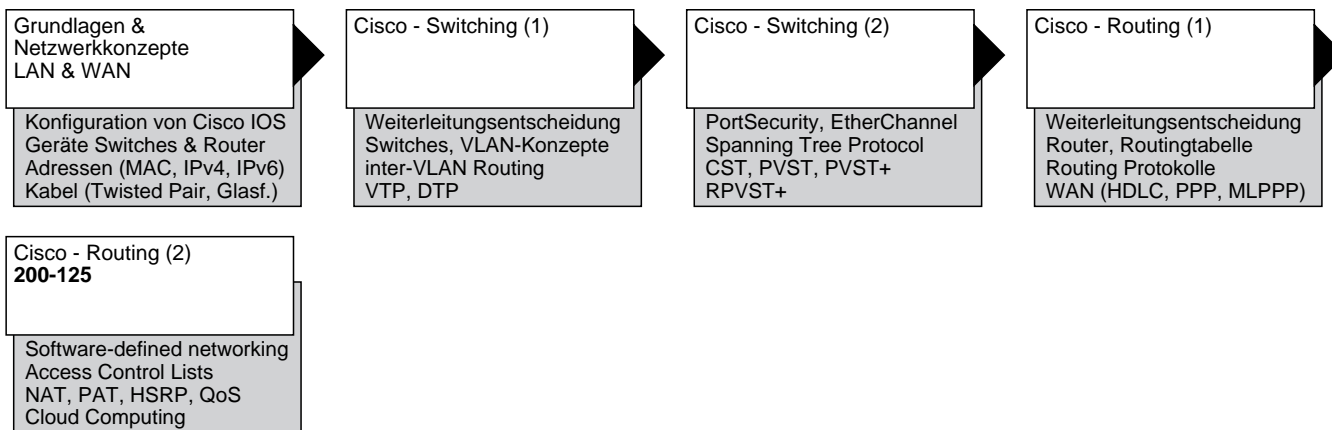 Grundlagen &
Netzwerkkonzepte
LAN & WAN
Konfiguration von Cisco IOS
Geräte Switches & Router
Adressen (MAC, IPv4, IPv6)
Kabel (Twisted Pair, Glasf.)
Cisco - Switching (1)
Weiterleitungsentscheidung
Switches, VLAN-Konzepte
inter-VLAN Routing
VTP, DTP
Cisco - Switching (2)
PortSecurity, EtherChannel
Spanning Tree Protocol
CST, PVST, PVST+
RPVST+
Cisco - Routing (1)
Weiterleitungsentscheidung
Router, Routingtabelle
Routing Protokolle
WAN (HDLC, PPP, MLPPP)
Cisco - Routing (2)
200-125
Software-defined networking
Access Control Lists
NAT, PAT, HSRP, QoS
Cloud Computing